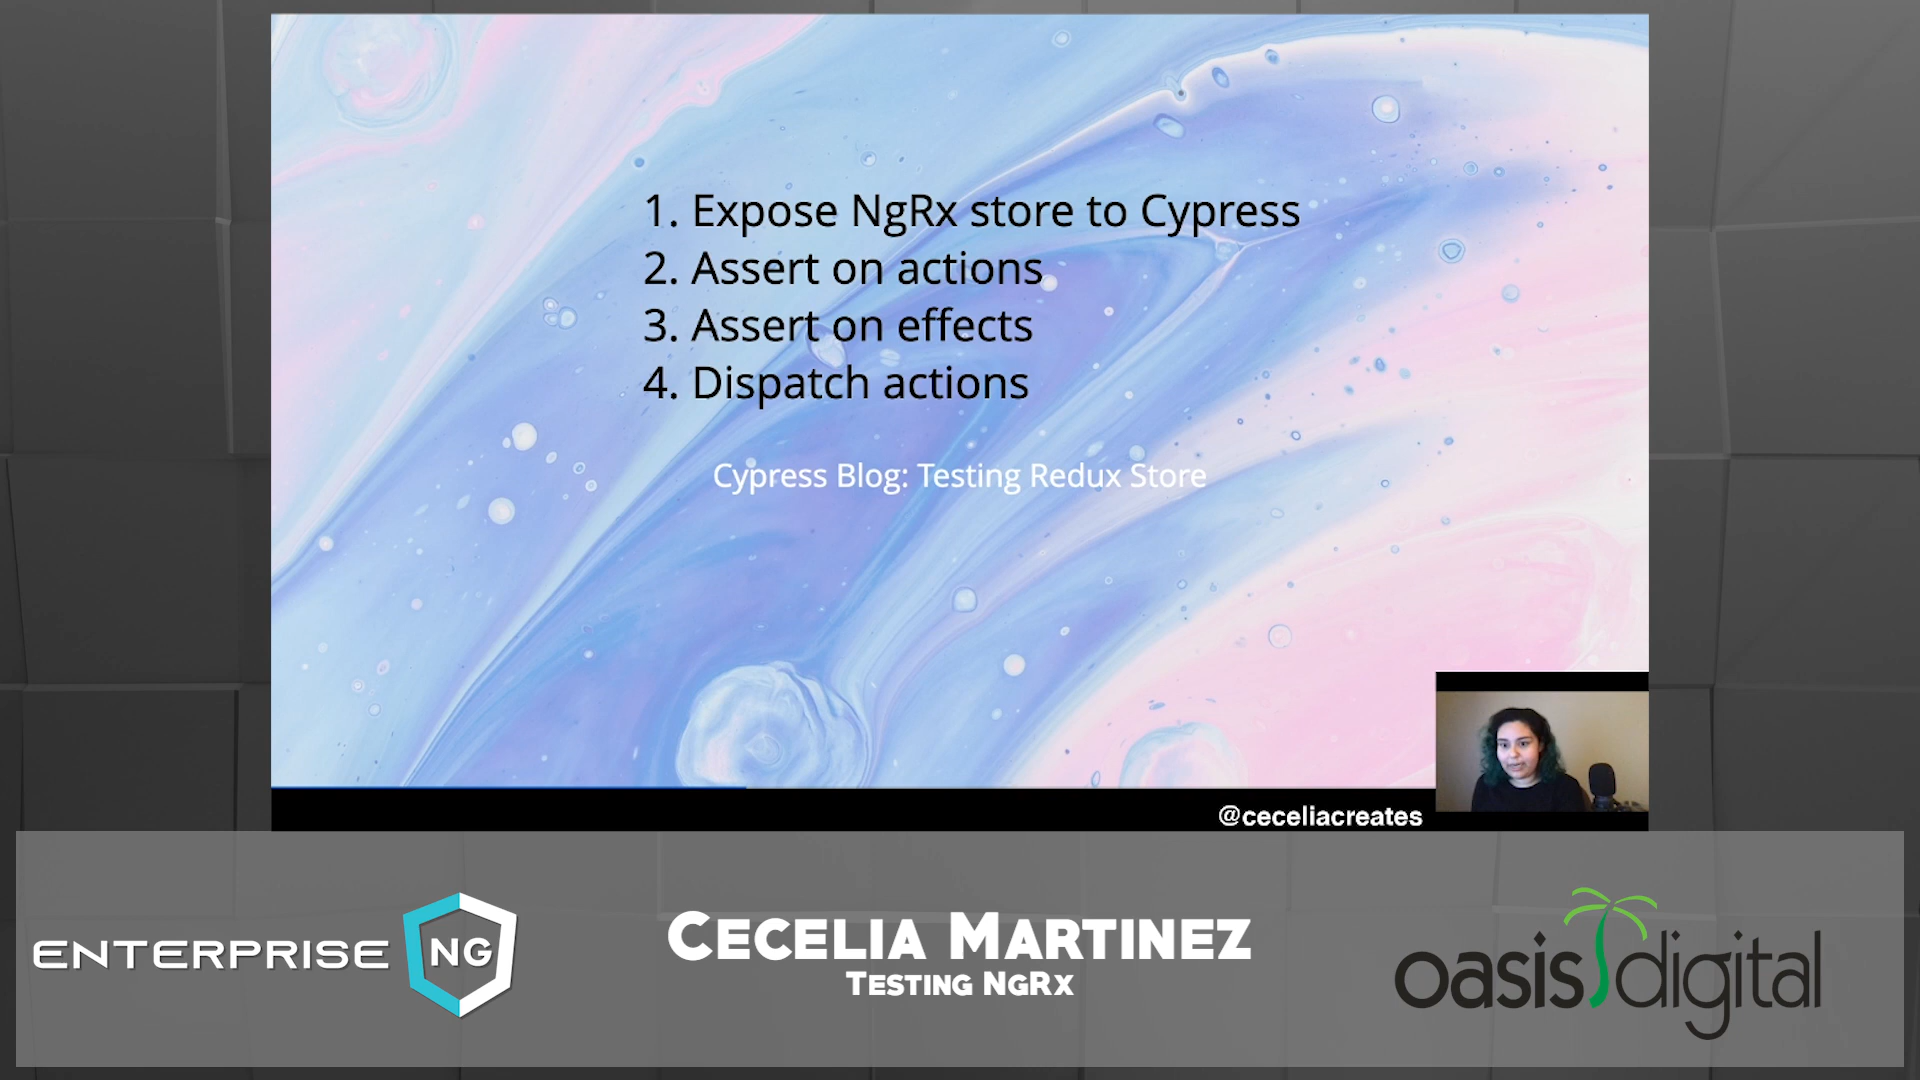 1. Expose NgRx store to Cypress
2. Assert on actions
3. Assert on effects
4. Dispatch actions
Cypress Blog: Testing Redux Store
@ceceliacreates
ENTERPRISE NG
Cecelia Martinez
Testing NgRx
oasis digital